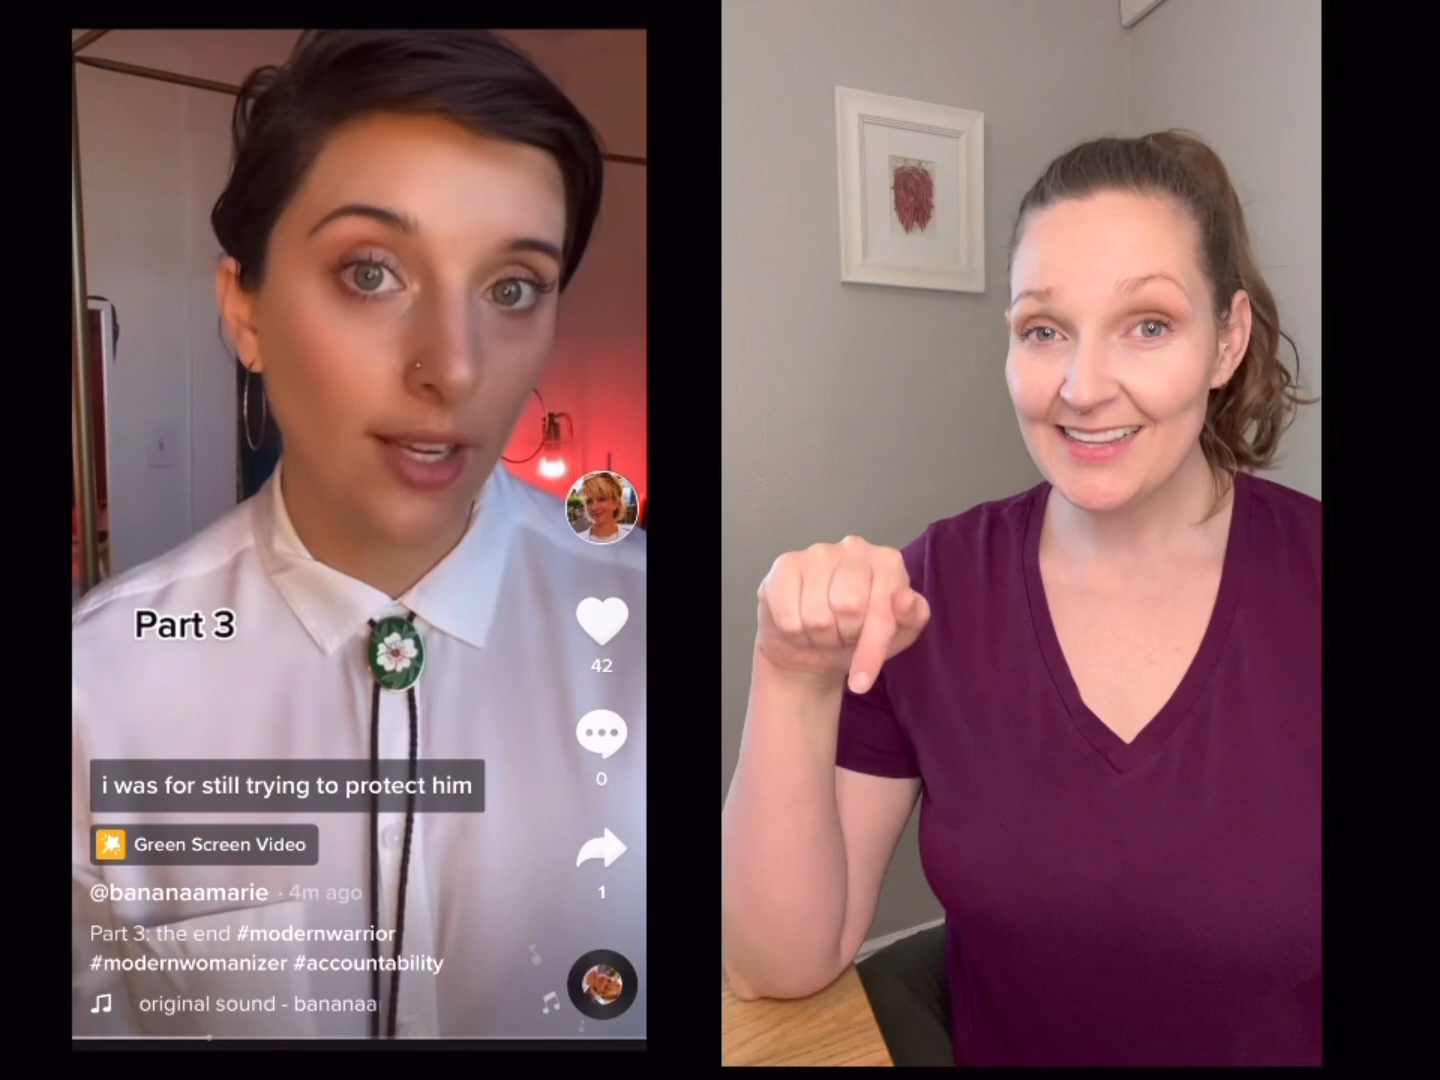 Part 3
i was for still trying to protect him
Green Screen Video
@bananaamarie · 4m ago
Part 3: the end #modernwarrior
#modernwomanizer #accountability
original sound - bananaa
42
0
1